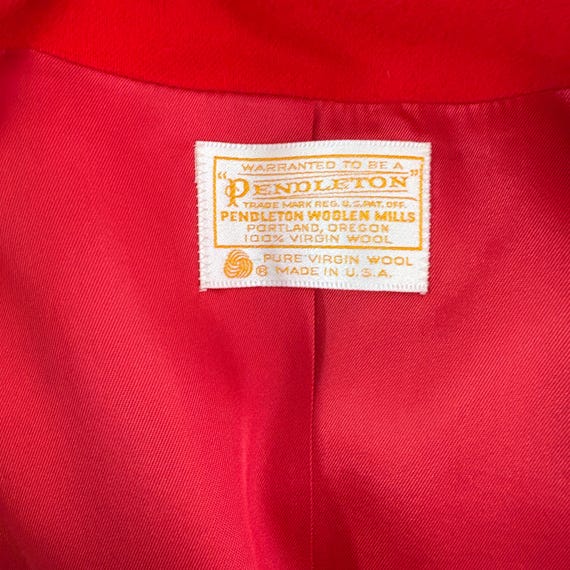 WARRANTED TO BE A
"PENDLETON"
TRADE MARK REG. U.S. PAT. OFF.
PENDLETON WOOLEN MILLS
PORTLAND, OREGON
100% VIRGIN WOOL
PURE VIRGIN WOOL
® MADE IN U.S.A.